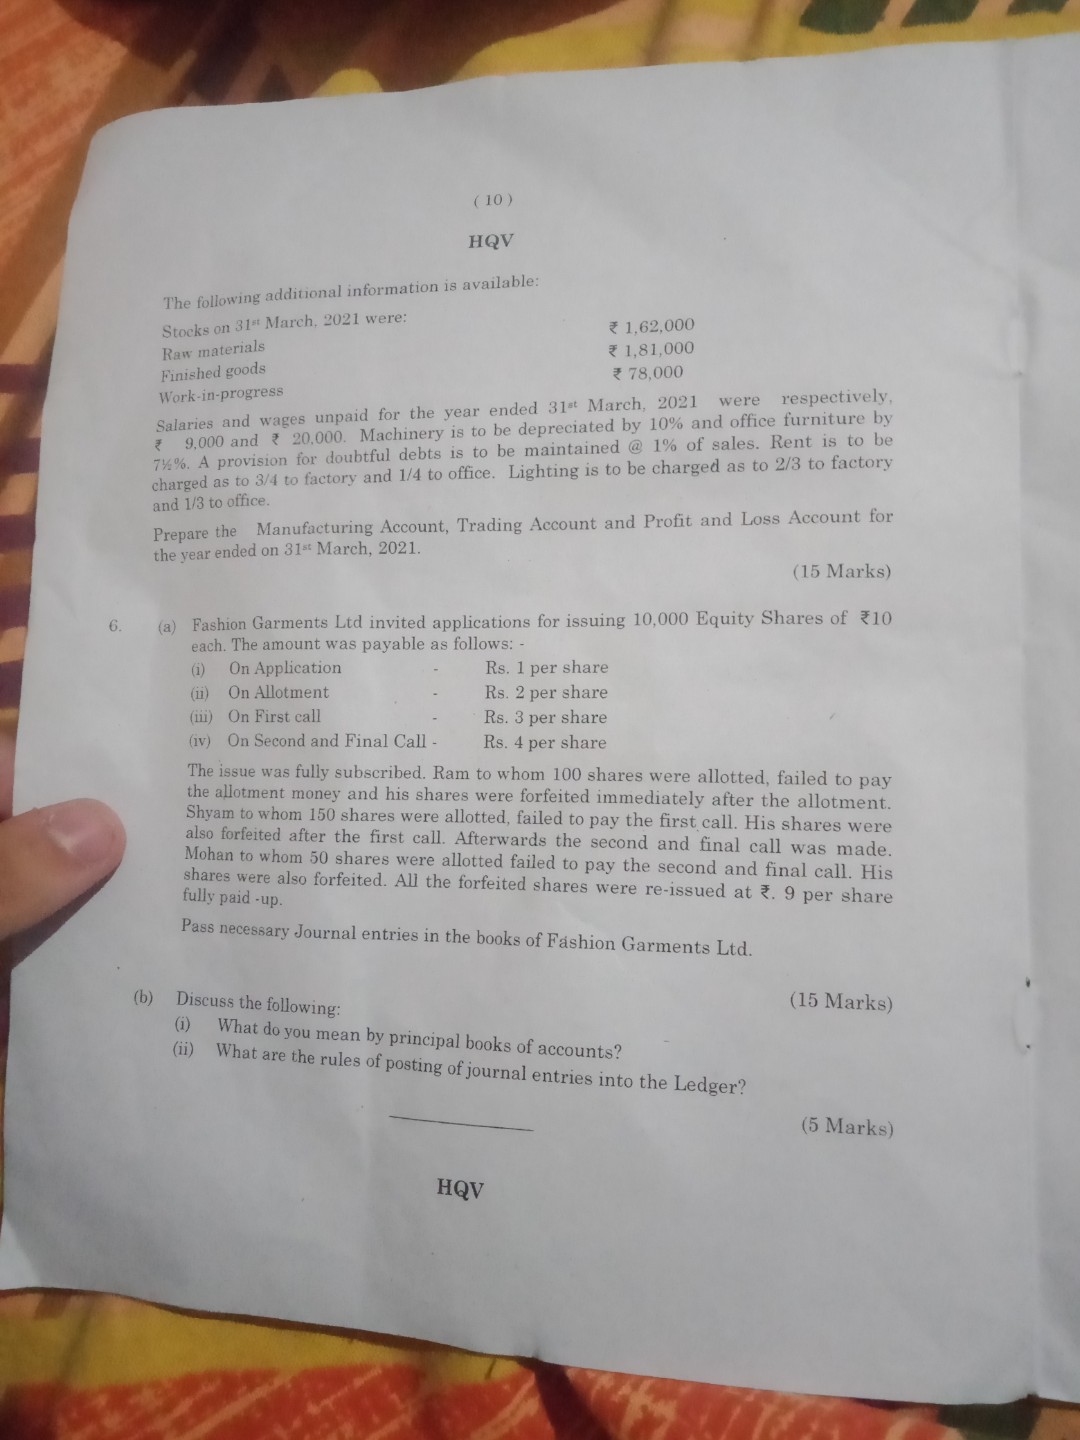 ( 10 )
HQV
The following additional information is available:
Stocks on 31st March, 2021 were:
Raw materials ₹ 1,62,000
Finished goods ₹ 1,81,000
Work-in-progress ₹ 78,000
Salaries and wages unpaid for the year ended 31st March, 2021 were respectively,
₹ 9,000 and ₹ 20,000. Machinery is to be depreciated by 10% and office furniture by
7½%. A provision for doubtful debts is to be maintained @ 1% of sales. Rent is to be
charged as to 3/4 to factory and 1/4 to office. Lighting is to be charged as to 2/3 to factory
and 1/3 to office.
Prepare the Manufacturing Account, Trading Account and Profit and Loss Account for
the year ended on 31st March, 2021.
(15 Marks)
6. (a) Fashion Garments Ltd invited applications for issuing 10,000 Equity Shares of ₹10
each. The amount was payable as follows: -
(i) On Application - Rs. 1 per share
(ii) On Allotment - Rs. 2 per share
(iii) On First call - Rs. 3 per share
(iv) On Second and Final Call - Rs. 4 per share
The issue was fully subscribed. Ram to whom 100 shares were allotted, failed to pay
the allotment money and his shares were forfeited immediately after the allotment.
Shyam to whom 150 shares were allotted, failed to pay the first call. His shares were
also forfeited after the first call. Afterwards the second and final call was made.
Mohan to whom 50 shares were allotted failed to pay the second and final call. His
shares were also forfeited. All the forfeited shares were re-issued at ₹. 9 per share
fully paid -up.
Pass necessary Journal entries in the books of Fashion Garments Ltd.
(15 Marks)
(b) Discuss the following:
(i) What do you mean by principal books of accounts?
(ii) What are the rules of posting of journal entries into the Ledger?
(5 Marks)
HQV